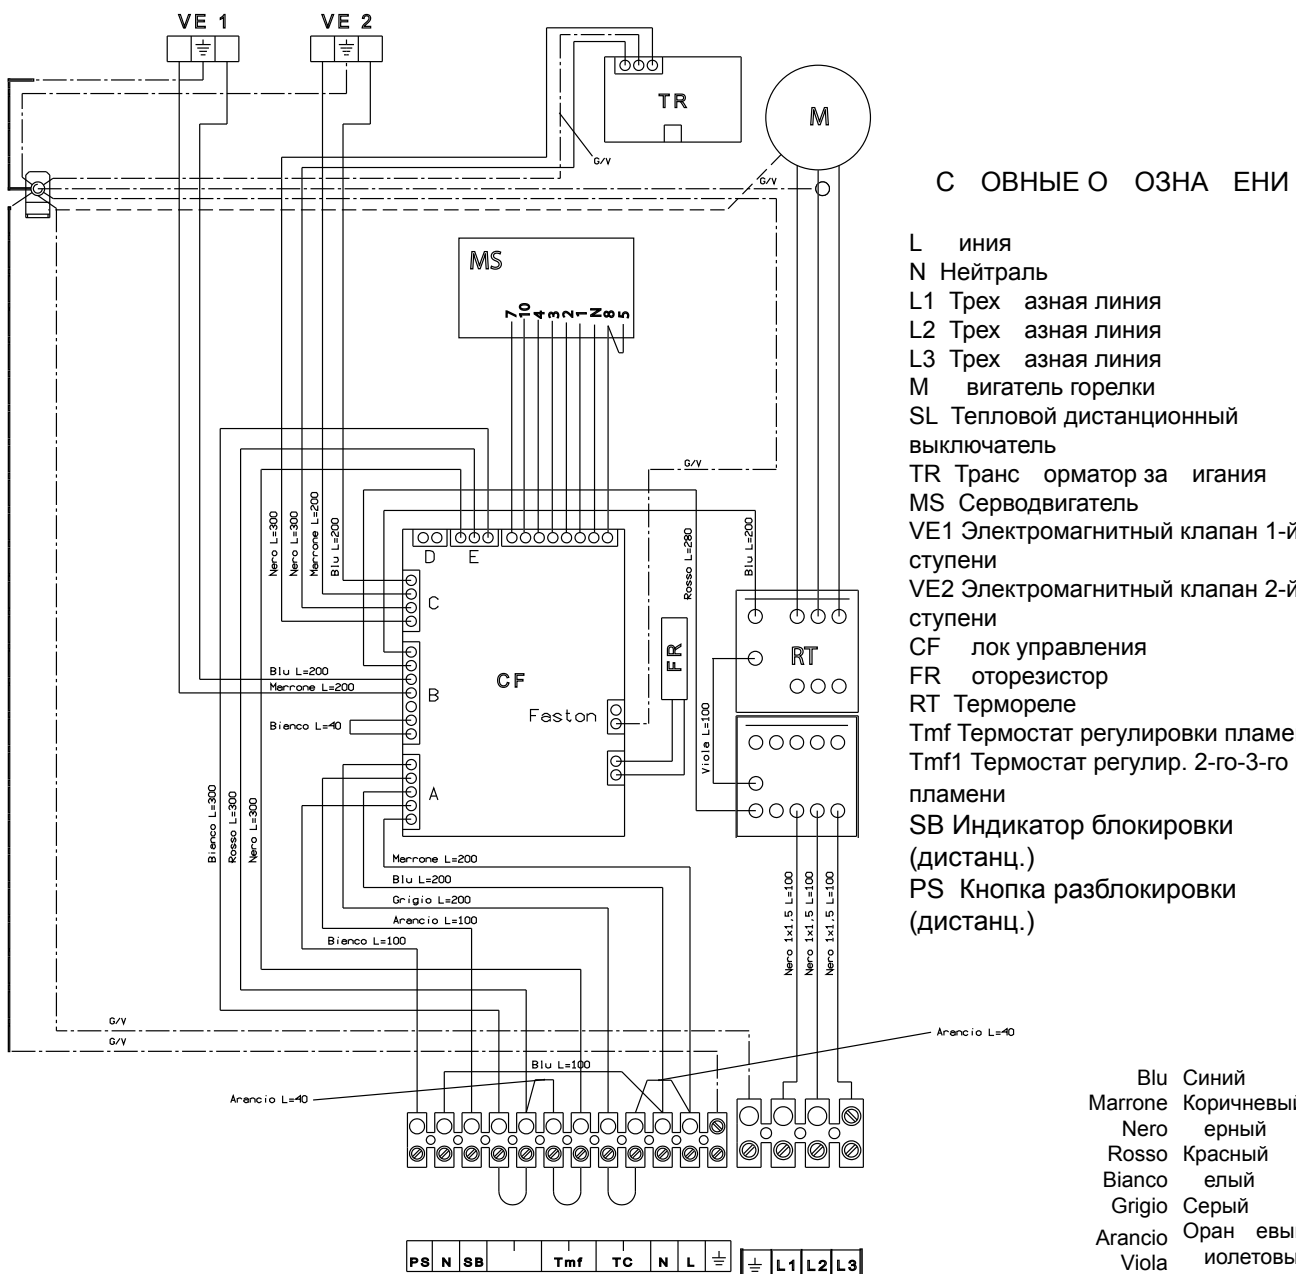 VE 1
VE 2
TR
M
G/V
G/V
MS
7 10 4 3 2 1 N 8 5
G/V
Nero L=300
Nero L=300
Marrone L=200
Blu L=200
Rosso L=280
Blu L=200
D
E
C
B
A
CF
Faston
FR
RT
Blu L=200
Marrone L=200
Bianco L=40
Viola L=100
Bianco L=300
Rosso L=300
Nero L=300
Marrone L=200
Blu L=200
Grigio L=200
Arancio L=100
Bianco L=100
Nero 1x1,5 L=100
Nero 1x1,5 L=100
Nero 1x1,5 L=100
G/V
G/V
Arancio L=40
Blu L=100
Arancio L=40
PS N SB Tmf TC N L
L1 L2 L3
С ОВНЫЕ О ОЗНА ЕНИ
L иния
N Нейтраль
L1 Трех азная линия
L2 Трех азная линия
L3 Трех азная линия
M вигатель горелки
SL Тепловой дистанционный
выключатель
TR Транс орматор за игания
MS Серводвигатель
VE1 Электромагнитный клапан 1-й
ступени
VE2 Электромагнитный клапан 2-й
ступени
CF лок управления
FR оторезистор
RT Термореле
Tmf Термостат регулировки пламе
Tmf1 Термостат регулир. 2-го-3-го
пламени
SB Индикатор блокировки
(дистанц.)
PS Кнопка разблокировки
(дистанц.)
Blu Синий
Marrone Коричневый
Nero ерный
Rosso Красный
Bianco елый
Grigio Серый
Arancio Оран евы
Viola иолетовы